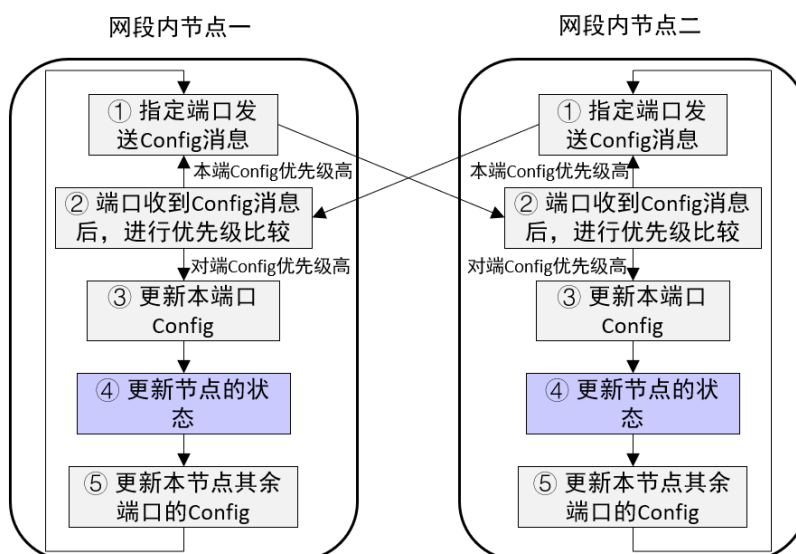 网段内节点一
① 指定端口发
送Config消息
本端Config优先级高
② 端口收到Config消息
后，进行优先级比较
对端Config优先级高
③ 更新本端口
Config
④ 更新节点的状
态
⑤ 更新本节点其余
端口的Config
网段内节点二
① 指定端口发
送Config消息
本端Config优先级高
② 端口收到Config消息
后，进行优先级比较
对端Config优先级高
③ 更新本端口
Config
④ 更新节点的状
态
⑤ 更新本节点其余
端口的Config